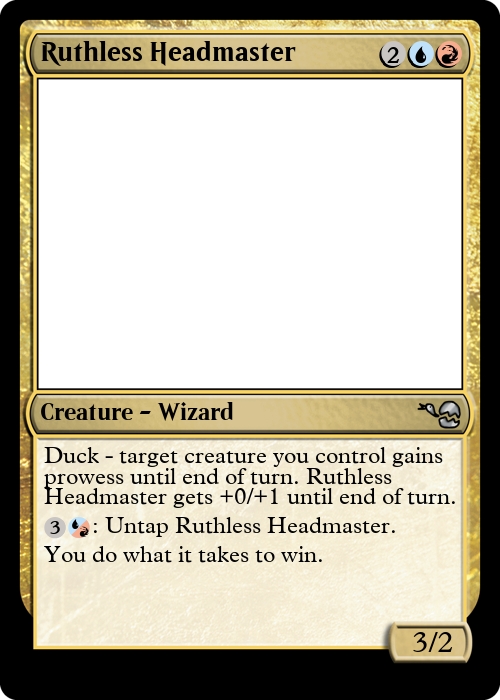 Ruthless Headmaster 2
Creature - Wizard
Duck - target creature you control gains
prowess until end of turn. Ruthless
Headmaster gets +0/+1 until end of turn.
3 : Untap Ruthless Headmaster.
You do what it takes to win.
3/2